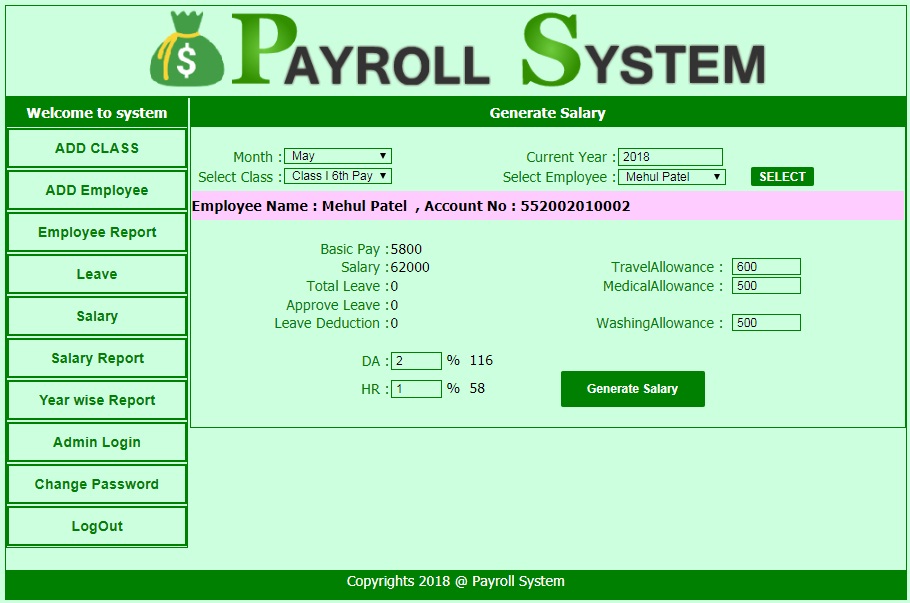 $ PAYROLL SYSTEM
Welcome to system
Generate Salary
ADD CLASS
ADD Employee
Employee Report
Leave
Salary
Salary Report
Year wise Report
Admin Login
Change Password
LogOut
Month : May Current Year : 2018
Select Class : Class I 6th Pay Select Employee : Mehul Patel SELECT
Employee Name : Mehul Patel , Account No : 552002010002
Basic Pay :5800
Salary :62000 TravelAllowance : 600
Total Leave :0 MedicalAllowance : 500
Approve Leave :0
Leave Deduction :0 WashingAllowance : 500
DA : 2 % 116
HR : 1 % 58 Generate Salary
Copyrights 2018 @ Payroll System